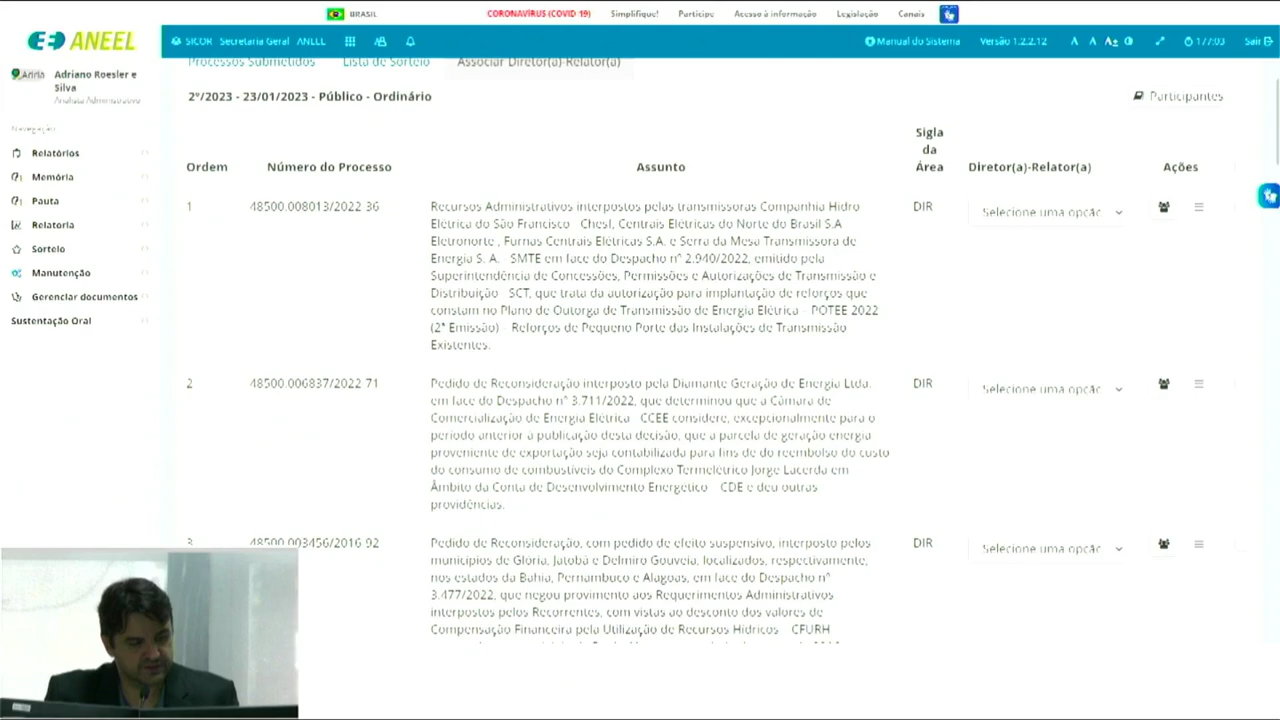 BRASIL
CORONAVÍRUS (COVID 19)
Simplifique!
Participe
Acesso à informação
Legislação
Canais
ANEEL
SICOR Secretaria Geral ANEEL
Manual do Sistema
Versão 1.2.2.12
A A A±
177:03
Sair
Adriano Roesler e
Silva
Analista Administrativo
Navegação
Relatórios
Memória
Pauta
Relatoria
Sorteio
Manutenção
Gerenciar documentos
Sustentação Oral
Processos Submetidos
Lista de Sorteio
Associar Diretor(a)-Relator(a)
2º/2023 - 23/01/2023 - Público - Ordinário
Participantes
Ordem
Número do Processo
Assunto
Sigla
da
Área
Diretor(a)-Relator(a)
Ações
1
48500.008013/2022 36
Recursos Administrativos interpostos pelas transmissoras Companhia Hidro
Elétrica do São Francisco Chesf, Centrais Elétricas do Norte do Brasil S.A
Eletronorte , Furnas Centrais Elétricas S.A. e Serra da Mesa Transmissora de
Energia S. A. SMTE em face do Despacho nº 2.940/2022, emitido pela
Superintendência de Concessões, Permissões e Autorizações de Transmissão e
Distribuição SCT, que trata da autorização para implantação de reforços que
constam no Plano de Outorga de Transmissão de Energia Elétrica – POTEE 2022
(2ª Emissão) – Reforços de Pequeno Porte das Instalações de Transmissão
Existentes.
DIR
Selecione uma opção
2
48500.006837/2022 71
Pedido de Reconsideração interposto pela Diamante Geração de Energia Ltda.
em face do Despacho nº 3.711/2022, que determinou que a Câmara de
Comercialização de Energia Elétrica CCEE considere, excepcionalmente para o
período anterior à publicação desta decisão, que a parcela de geração energia
proveniente de exportação seja contabilizada para fins de do reembolso do custo
do consumo de combustíveis do Complexo Termelétrico Jorge Lacerda em
Âmbito da Conta de Desenvolvimento Energético CDE e deu outras
providências.
DIR
Selecione uma opção
3
48500.003456/2016 92
Pedido de Reconsideração, com pedido de efeito suspensivo, interposto pelos
municípios de Glória, Jatobá e Delmiro Gouveia, localizados, respectivamente,
nos estados da Bahia, Pernambuco e Alagoas, em face do Despacho nº
3.477/2022, que negou provimento aos Requerimentos Administrativos
interpostos pelos Recorrentes, com vistas ao desconto dos valores de
Compensação Financeira pela Utilização de Recursos Hídricos CFURH
DIR
Selecione uma opção